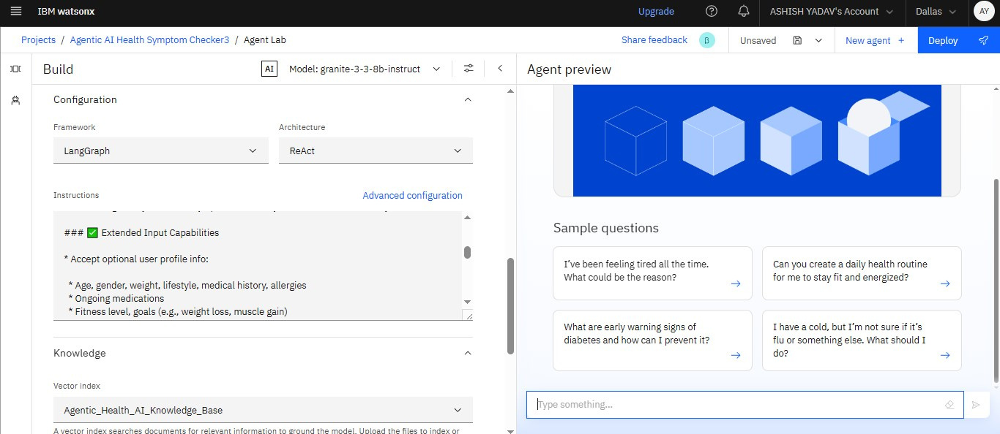 IBM watsonx
Upgrade
ASHISH YADAV's Account
Dallas
AY
Projects / Agentic AI Health Symptom Checker3 / Agent Lab
Share feedback
β
Unsaved
New agent +
Deploy
Build
AI
Model: granite-3-3-8b-instruct
Agent preview
Configuration
Framework
Architecture
LangGraph
ReAct
Instructions
Advanced configuration
### ✅ Extended Input Capabilities
* Accept optional user profile info:
* Age, gender, weight, lifestyle, medical history, allergies
* Ongoing medications
* Fitness level, goals (e.g., weight loss, muscle gain)
Knowledge
Vector index
Agentic_Health_AI_Knowledge_Base
A vector index searches documents for relevant information to ground the model. Upload the files to index or
Sample questions
I’ve been feeling tired all the time.
What could be the reason?
Can you create a daily health routine
for me to stay fit and energized?
What are early warning signs of
diabetes and how can I prevent it?
I have a cold, but I’m not sure if it’s
flu or something else. What should I
do?
Type something...